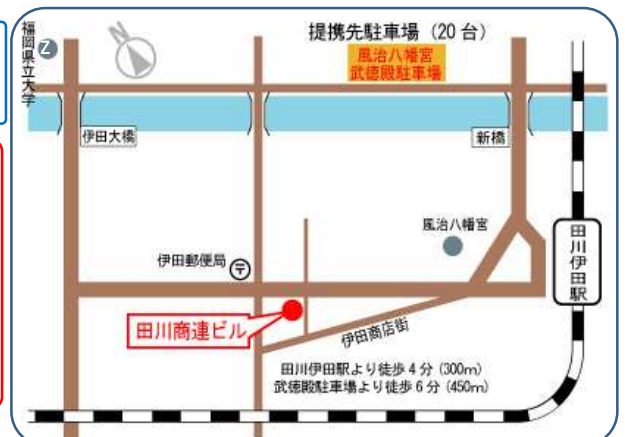 福岡県立大学
Z
N
提携先駐車場（20台）
風治八幡宮
武徳殿駐車場
伊田大橋
新橋
風治八幡宮
伊田郵便局
〒
田川伊田駅
田川商連ビル
伊田商店街
田川伊田駅より徒歩4分（300m）
武徳殿駐車場より徒歩6分（450m）